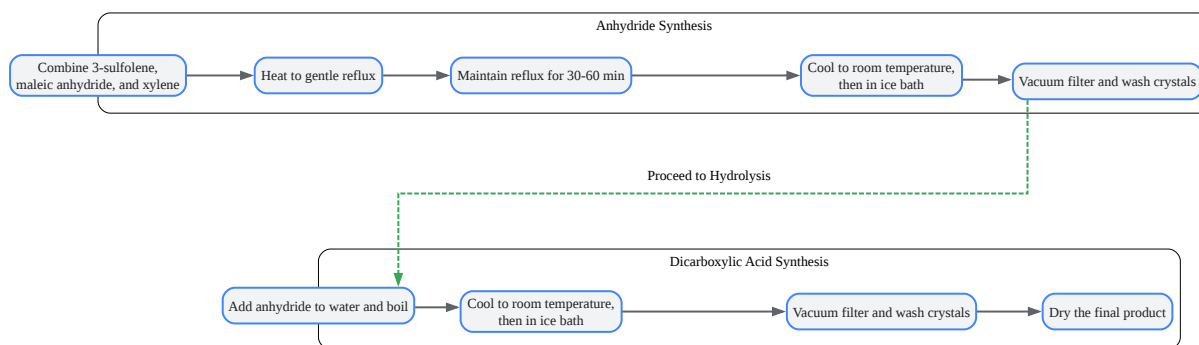 Anhydride Synthesis
Combine 3-sulfolene,
maleic anhydride, and xylene
Heat to gentle reflux
Maintain reflux for 30-60 min
Cool to room temperature,
then in ice bath
Vacuum filter and wash crystals
Proceed to Hydrolysis
Dicarboxylic Acid Synthesis
Add anhydride to water and boil
Cool to room temperature,
then in ice bath
Vacuum filter and wash crystals
Dry the final product